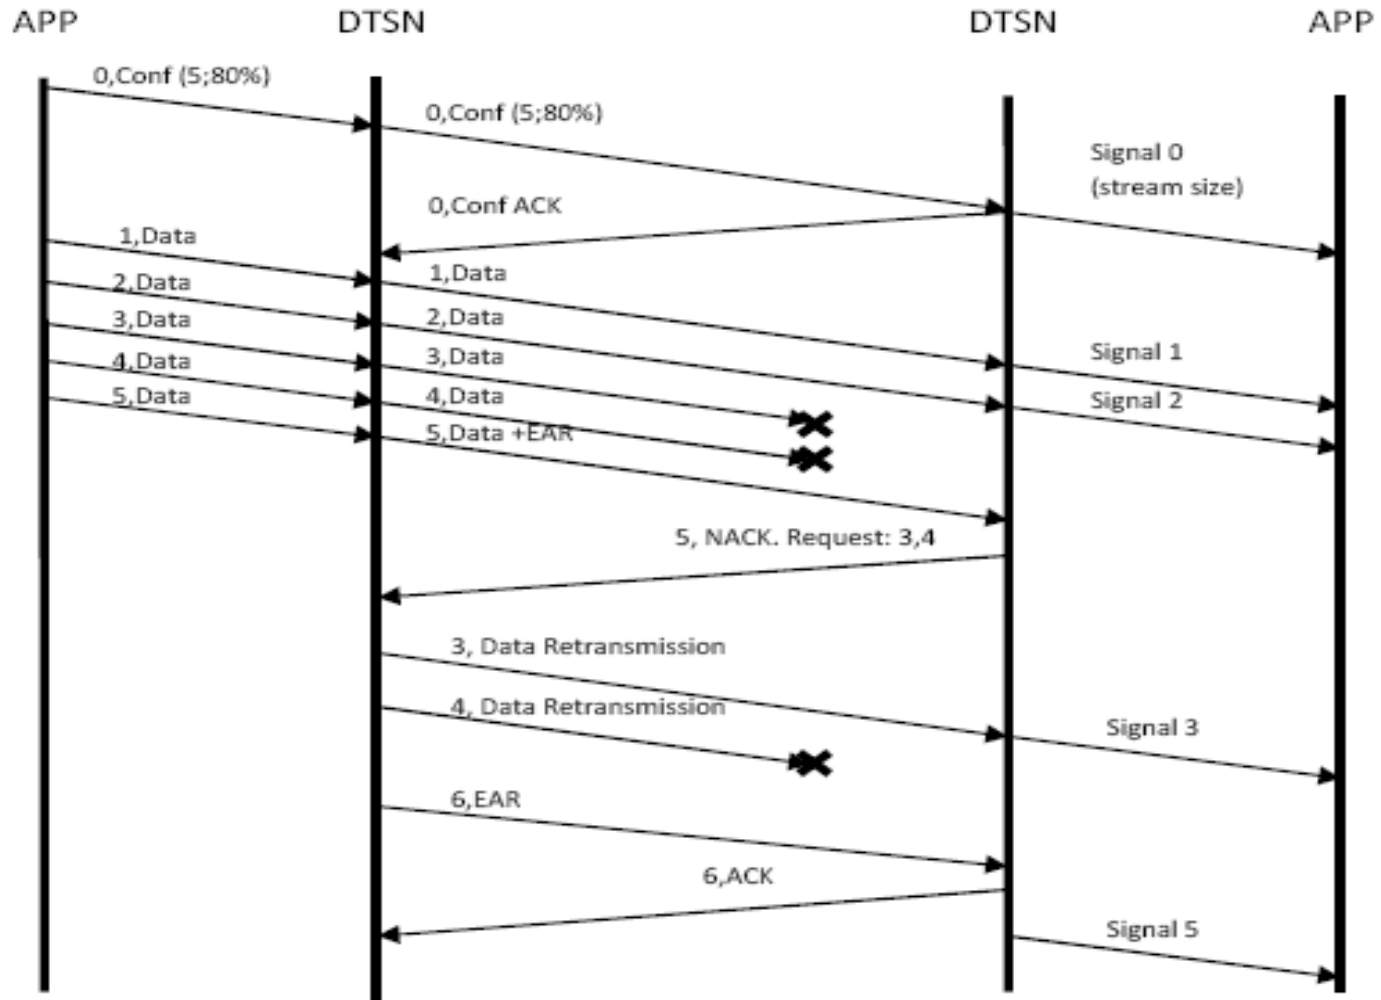 APP
DTSN
DTSN
APP
0,Conf (5;80%)
0,Conf (5;80%)
Signal 0
(stream size)
0,Conf ACK
1,Data
1,Data
2,Data
2,Data
3,Data
3,Data
Signal 1
4,Data
4,Data
Signal 2
5,Data
5,Data +EAR
5, NACK. Request: 3,4
3, Data Retransmission
4, Data Retransmission
Signal 3
6,EAR
6,ACK
Signal 5